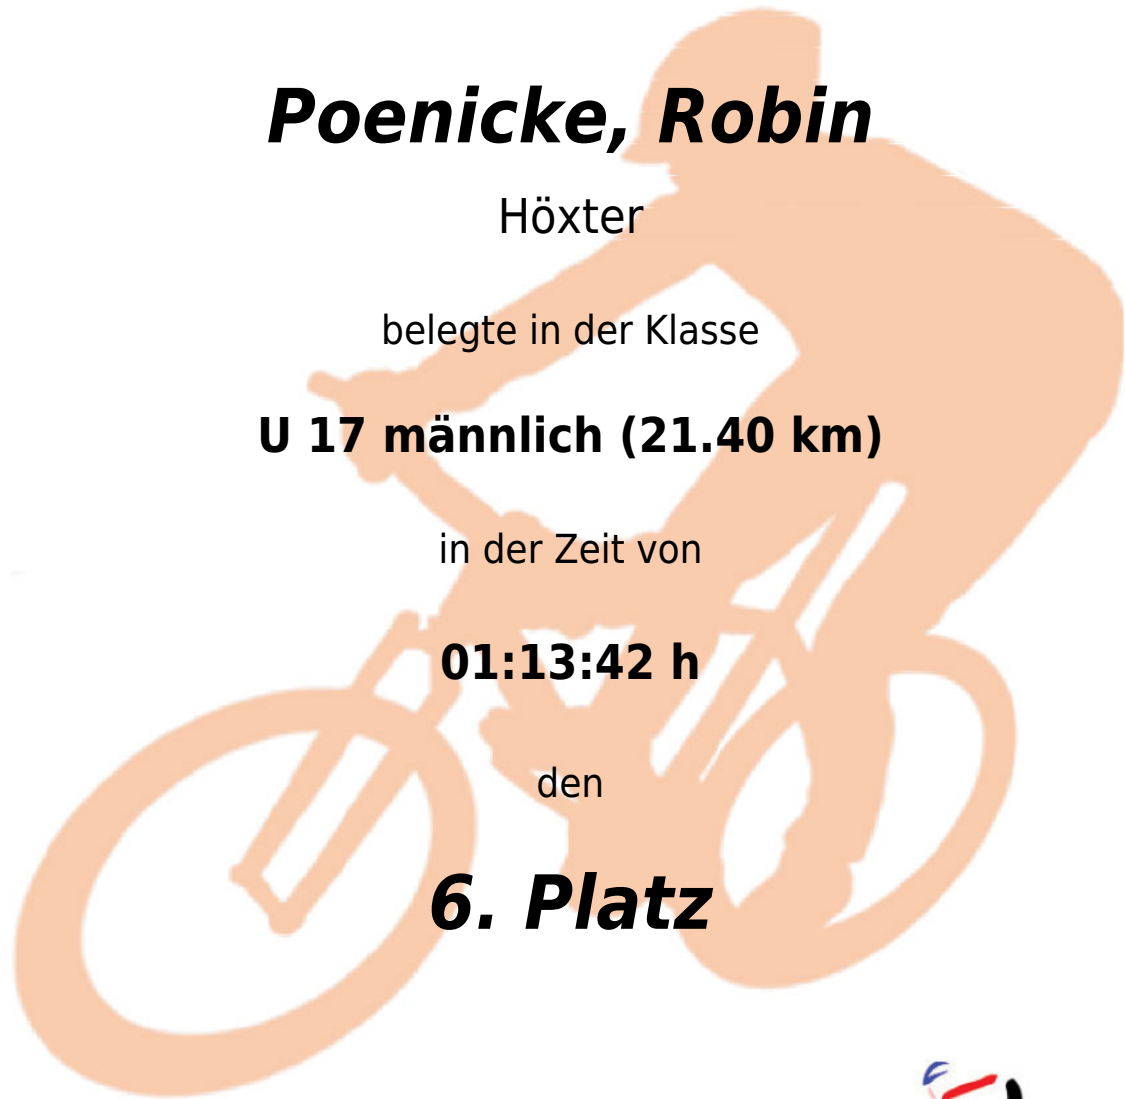 Poenicke, Robin
Höxter
belegte in der Klasse
U 17 männlich (21.40 km)
in der Zeit von
01:13:42 h
den
6. Platz